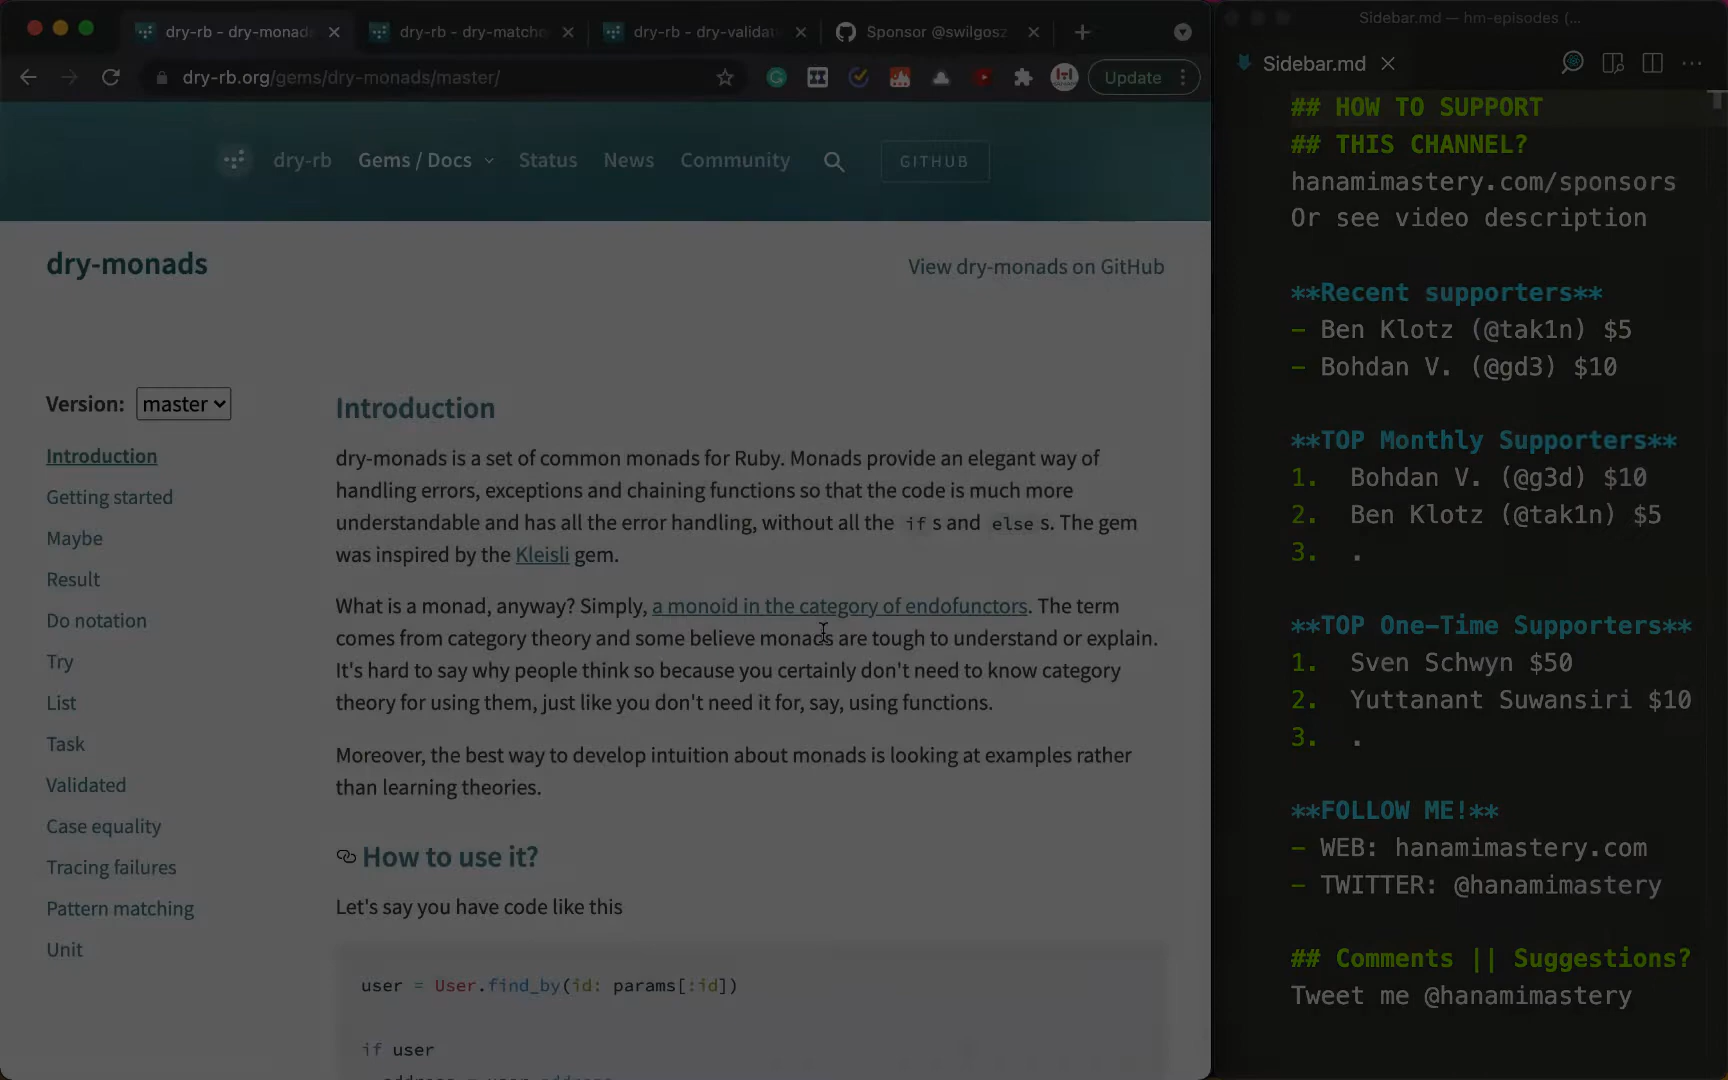 dry-rb - dry-monads
dry-rb - dry-matche
dry-rb - dry-validat
Sponsor @swilgosz
dry-rb.org/gems/dry-monads/master/
Update
dry-rb
Gems / Docs
Status
News
Community
GITHUB
dry-monads
View dry-monads on GitHub
Version:
master
Introduction
Getting started
Maybe
Result
Do notation
Try
List
Task
Validated
Case equality
Tracing failures
Pattern matching
Unit
Introduction
dry-monads is a set of common monads for Ruby. Monads provide an elegant way of
handling errors, exceptions and chaining functions so that the code is much more
understandable and has all the error handling, without all the if s and else s. The gem
was inspired by the Kleisli gem.
What is a monad, anyway? Simply, a monoid in the category of endofunctors. The term
comes from category theory and some believe monads are tough to understand or explain.
It's hard to say why people think so because you certainly don't need to know category
theory for using them, just like you don't need it for, say, using functions.
Moreover, the best way to develop intuition about monads is looking at examples rather
than learning theories.
How to use it?
Let's say you have code like this
user = User.find_by(id: params[:id])
if user
Sidebar.md — hm-episodes (...
Sidebar.md
## HOW TO SUPPORT
## THIS CHANNEL?
hanamimastery.com/sponsors
Or see video description
**Recent supporters**
- Ben Klotz (@tak1n) $5
- Bohdan V. (@gd3) $10
**TOP Monthly Supporters**
1. Bohdan V. (@g3d) $10
2. Ben Klotz (@tak1n) $5
3. .
**TOP One-Time Supporters**
1. Sven Schwyn $50
2. Yuttanant Suwansiri $10
3. .
**FOLLOW ME!**
- WEB: hanamimastery.com
- TWITTER: @hanamimastery
## Comments || Suggestions?
Tweet me @hanamimastery